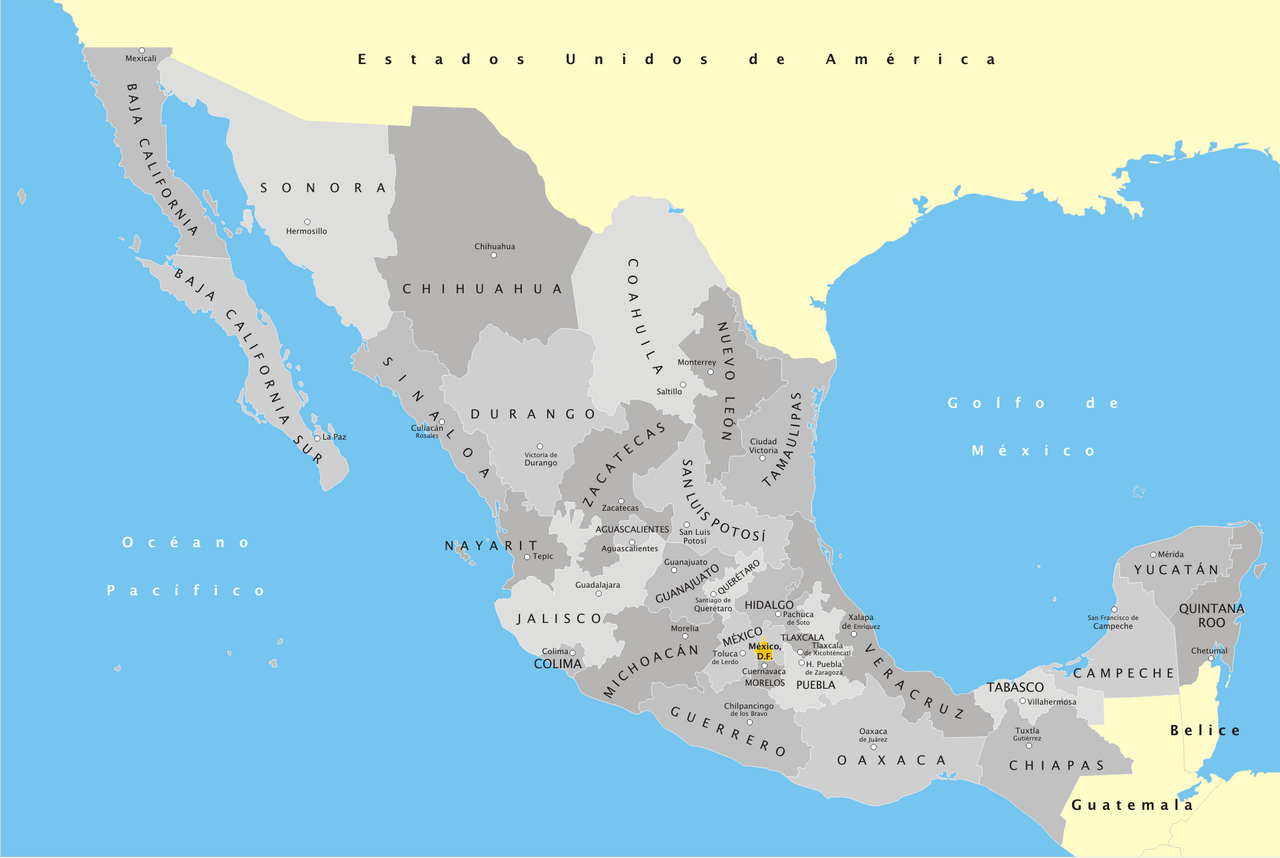 Estados Unidos de América
Mexicali
BAJA CALIFORNIA
SONORA
Hermosillo
Chihuahua
CHIHUAHUA
COAHUILA
BAJA CALIFORNIA SUR
La Paz
SINALOA
Culiacán
Rosales
DURANGO
Victoria de
Durango
NUEVO LEÓN
Monterrey
Saltillo
TAMAULIPAS
Ciudad
Victoria
ZACATECAS
Zacatecas
SAN LUIS POTOSÍ
San Luis
Potosí
AGUASCALIENTES
Aguascalientes
NAYARIT
Tepic
Golfo de
México
Océano
Pacífico
Guadalajara
JALISCO
Guanajuato
GUANAJUATO
QUERÉTARO
Santiago de
Querétaro
HIDALGO
Pachuca
de Soto
Colima
COLIMA
Morelia
MICHOACÁN
MÉXICO
Toluca
de Lerdo
México,
D.F.
TLAXCALA
Tlaxcala
de Xicohténcatl
Cuernavaca
MORELOS
H. Puebla
de Zaragoza
PUEBLA
Xalapa
de Enríquez
VERACRUZ
Chilpancingo
de los Bravo
GUERRERO
Oaxaca
de Juárez
OAXACA
TABASCO
Villahermosa
Tuxtla
Gutiérrez
CHIAPAS
Mérida
YUCATÁN
San Francisco de
Campeche
CAMPECHE
QUINTANA
ROO
Chetumal
Belice
Guatemala